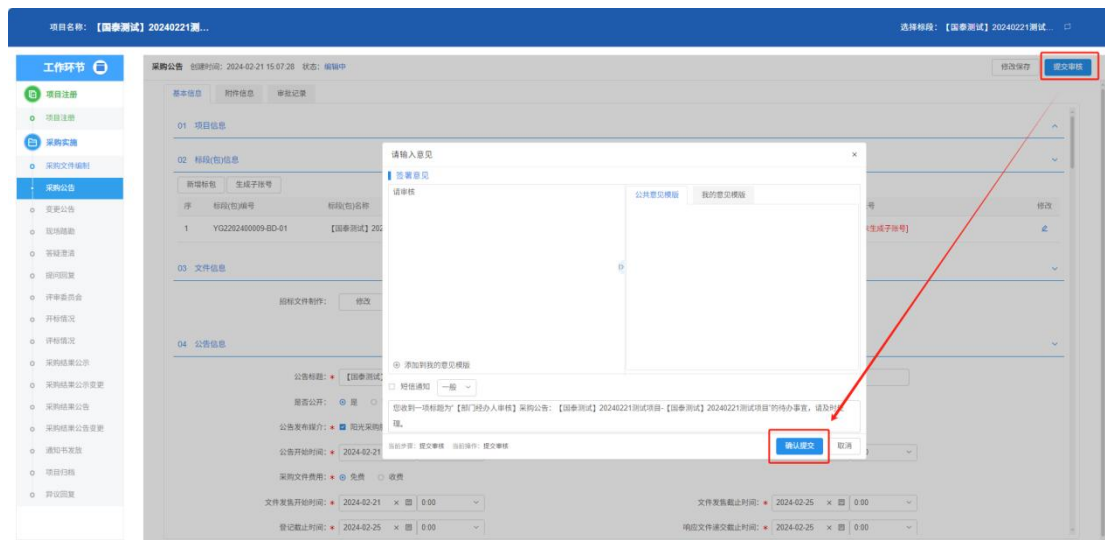 项目名称：【国泰测试】20240221测...
选择标段：【国泰测试】20240221测试...
工作环节
采购公告 创建时间：2024-02-21 15:07:28 状态：编辑中
修改保存 提交审核
项目注册
项目注册
采购实施
采购文件编制
采购公告
变更公告
现场踏勘
答疑澄清
提问回复
评审委员会
开标情况
评标情况
采购结果公示
采购结果公示变更
采购结果公告
采购结果公告变更
通知书发放
项目归档
异议回复
基本信息 附件信息 审批记录
01 项目信息
02 标段(包)信息
新增标包 生成子账号
序 标段(包)编号 标段(包)名称 号 修改
1 YG2202400009-BD-01 【国泰测试】202 生成子账号]
03 文件信息
招标文件制作： 修改
04 公告信息
公告标题：* 【国泰测试】
是否公开： 是
公告发布媒介：* 阳光采购
公告开始时间：* 2024-02-21
采购文件费用：* 免费 收费
文件发售开始时间：* 2024-02-21 × 0:00
文件发售截止时间：* 2024-02-25 × 0:00
登记截止时间：* 2024-02-25 × 0:00
响应文件递交截止时间：* 2024-02-25 × 0:00
请输入意见 ×
签署意见
请审核
公共意见模版 我的意见模版
添加到我的意见模版
短信通知 一般
您收到一项标题为“【部门经办人审核】采购公告：【国泰测试】20240221测试项目-【国泰测试】20240221测试项目”的待办事宜，请及时处
理。
当前步骤：提交审核 当前操作：提交审核
确认提交 取消